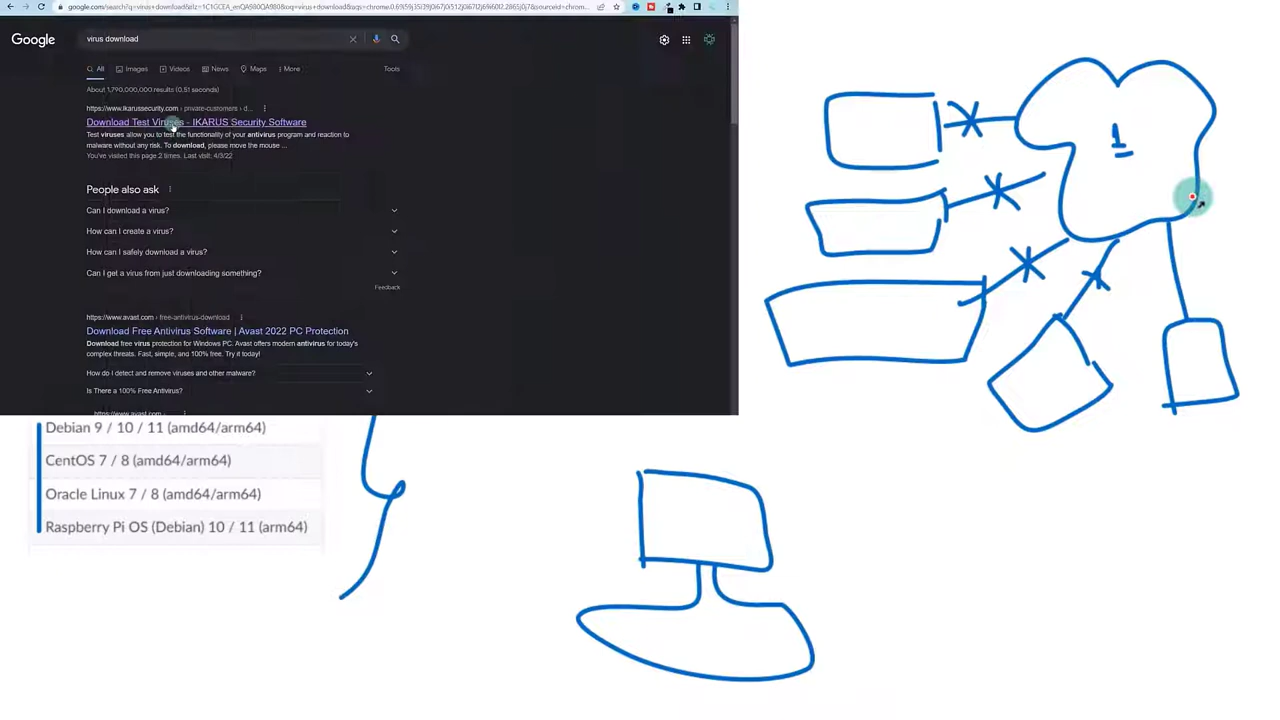 Google
virus download
All Images Videos News Maps More Tools
About 1,790,000,000 results (0.51 seconds)
https://www.ikarussecurity.com › private-customers › d...
Download Test Viruses - IKARUS Security Software
Test viruses allow you to test the functionality of your antivirus program and reaction to
malware without any risk. To download, please move the mouse ...
You've visited this page 2 times. Last visit: 4/3/22
People also ask
Can I download a virus?
How can I create a virus?
How can I safely download a virus?
Can I get a virus from just downloading something?
Feedback
https://www.avast.com › free-antivirus-download
Download Free Antivirus Software | Avast 2022 PC Protection
Download free virus protection for Windows PC. Avast offers modern antivirus for today's
complex threats. Fast, simple, and 100% free. Try it today!
How do I detect and remove viruses and other malware?
Is There a 100% Free Antivirus?
https://www.avast.com ›
1
Debian 9 / 10 / 11 (amd64/arm64)
CentOS 7 / 8 (amd64/arm64)
Oracle Linux 7 / 8 (amd64/arm64)
Raspberry Pi OS (Debian) 10 / 11 (arm64)